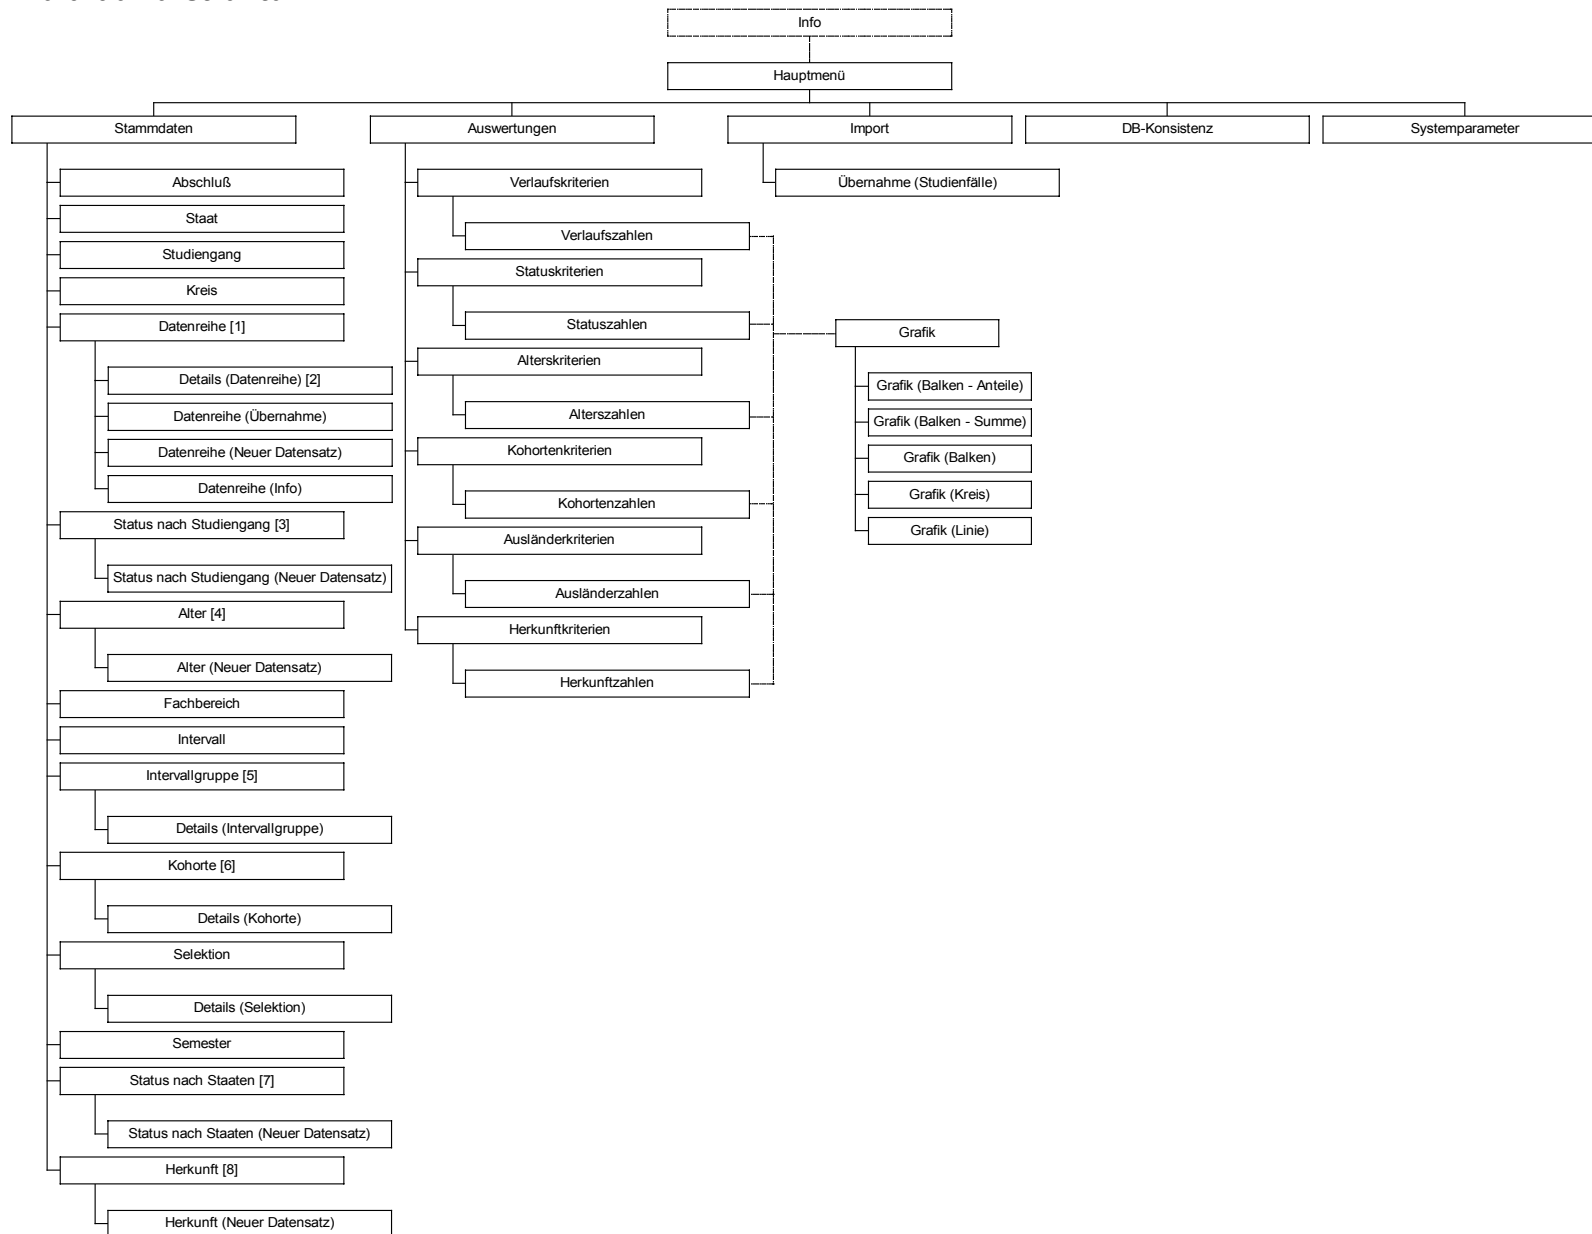 Info
Hauptmenü
Stammdaten
Auswertungen
Import
DB-Konsistenz
Systemparameter
Abschluß
Staat
Studiengang
Kreis
Datenreihe [1]
Details (Datenreihe) [2]
Datenreihe (Übernahme)
Datenreihe (Neuer Datensatz)
Datenreihe (Info)
Status nach Studiengang [3]
Status nach Studiengang (Neuer Datensatz)
Alter [4]
Alter (Neuer Datensatz)
Fachbereich
Intervall
Intervallgruppe [5]
Details (Intervallgruppe)
Kohorte [6]
Details (Kohorte)
Selektion
Details (Selektion)
Semester
Status nach Staaten [7]
Status nach Staaten (Neuer Datensatz)
Herkunft [8]
Herkunft (Neuer Datensatz)
Verlaufskriterien
Verlaufszahlen
Statuskriterien
Statuszahlen
Alterskriterien
Alterszahlen
Kohortenkriterien
Kohortenzahlen
Ausländerkriterien
Ausländerzahlen
Herkunftkriterien
Herkunftzahlen
Übernahme (Studienfälle)
Grafik
Grafik (Balken - Anteile)
Grafik (Balken - Summe)
Grafik (Balken)
Grafik (Kreis)
Grafik (Linie)